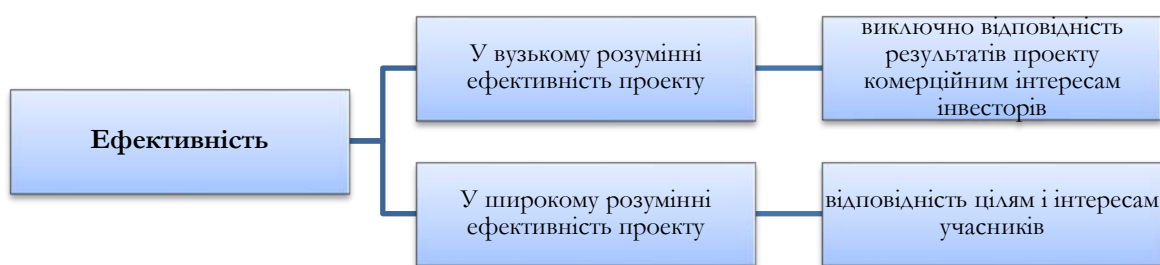 Ефективність
У вузькому розумінні
ефективність проекту
виключно відповідність
результатів проекту
комерційним інтересам
інвесторів
У широкому розумінні
ефективність проекту
відповідність цілям і інтересам
учасників